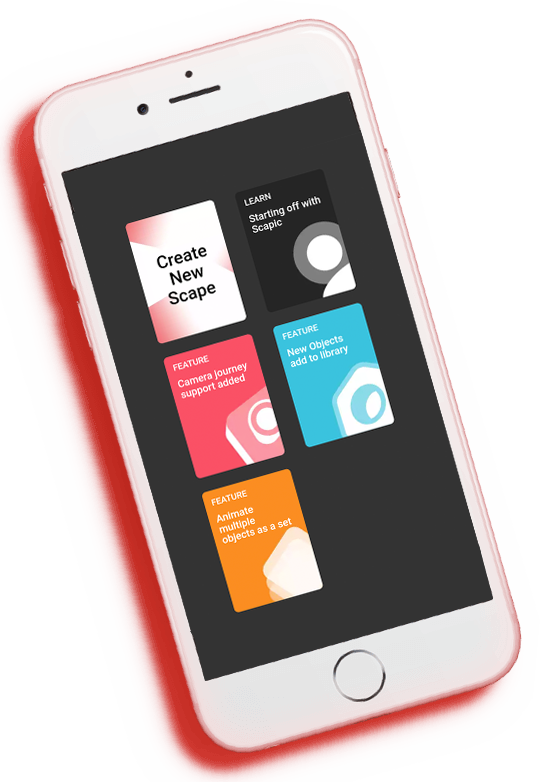 Create
New
Scape
LEARN
Starting off with
Scapic
FEATURE
Camera journey
support added
FEATURE
New Objects
add to library
FEATURE
Animate
multiple
objects as a set